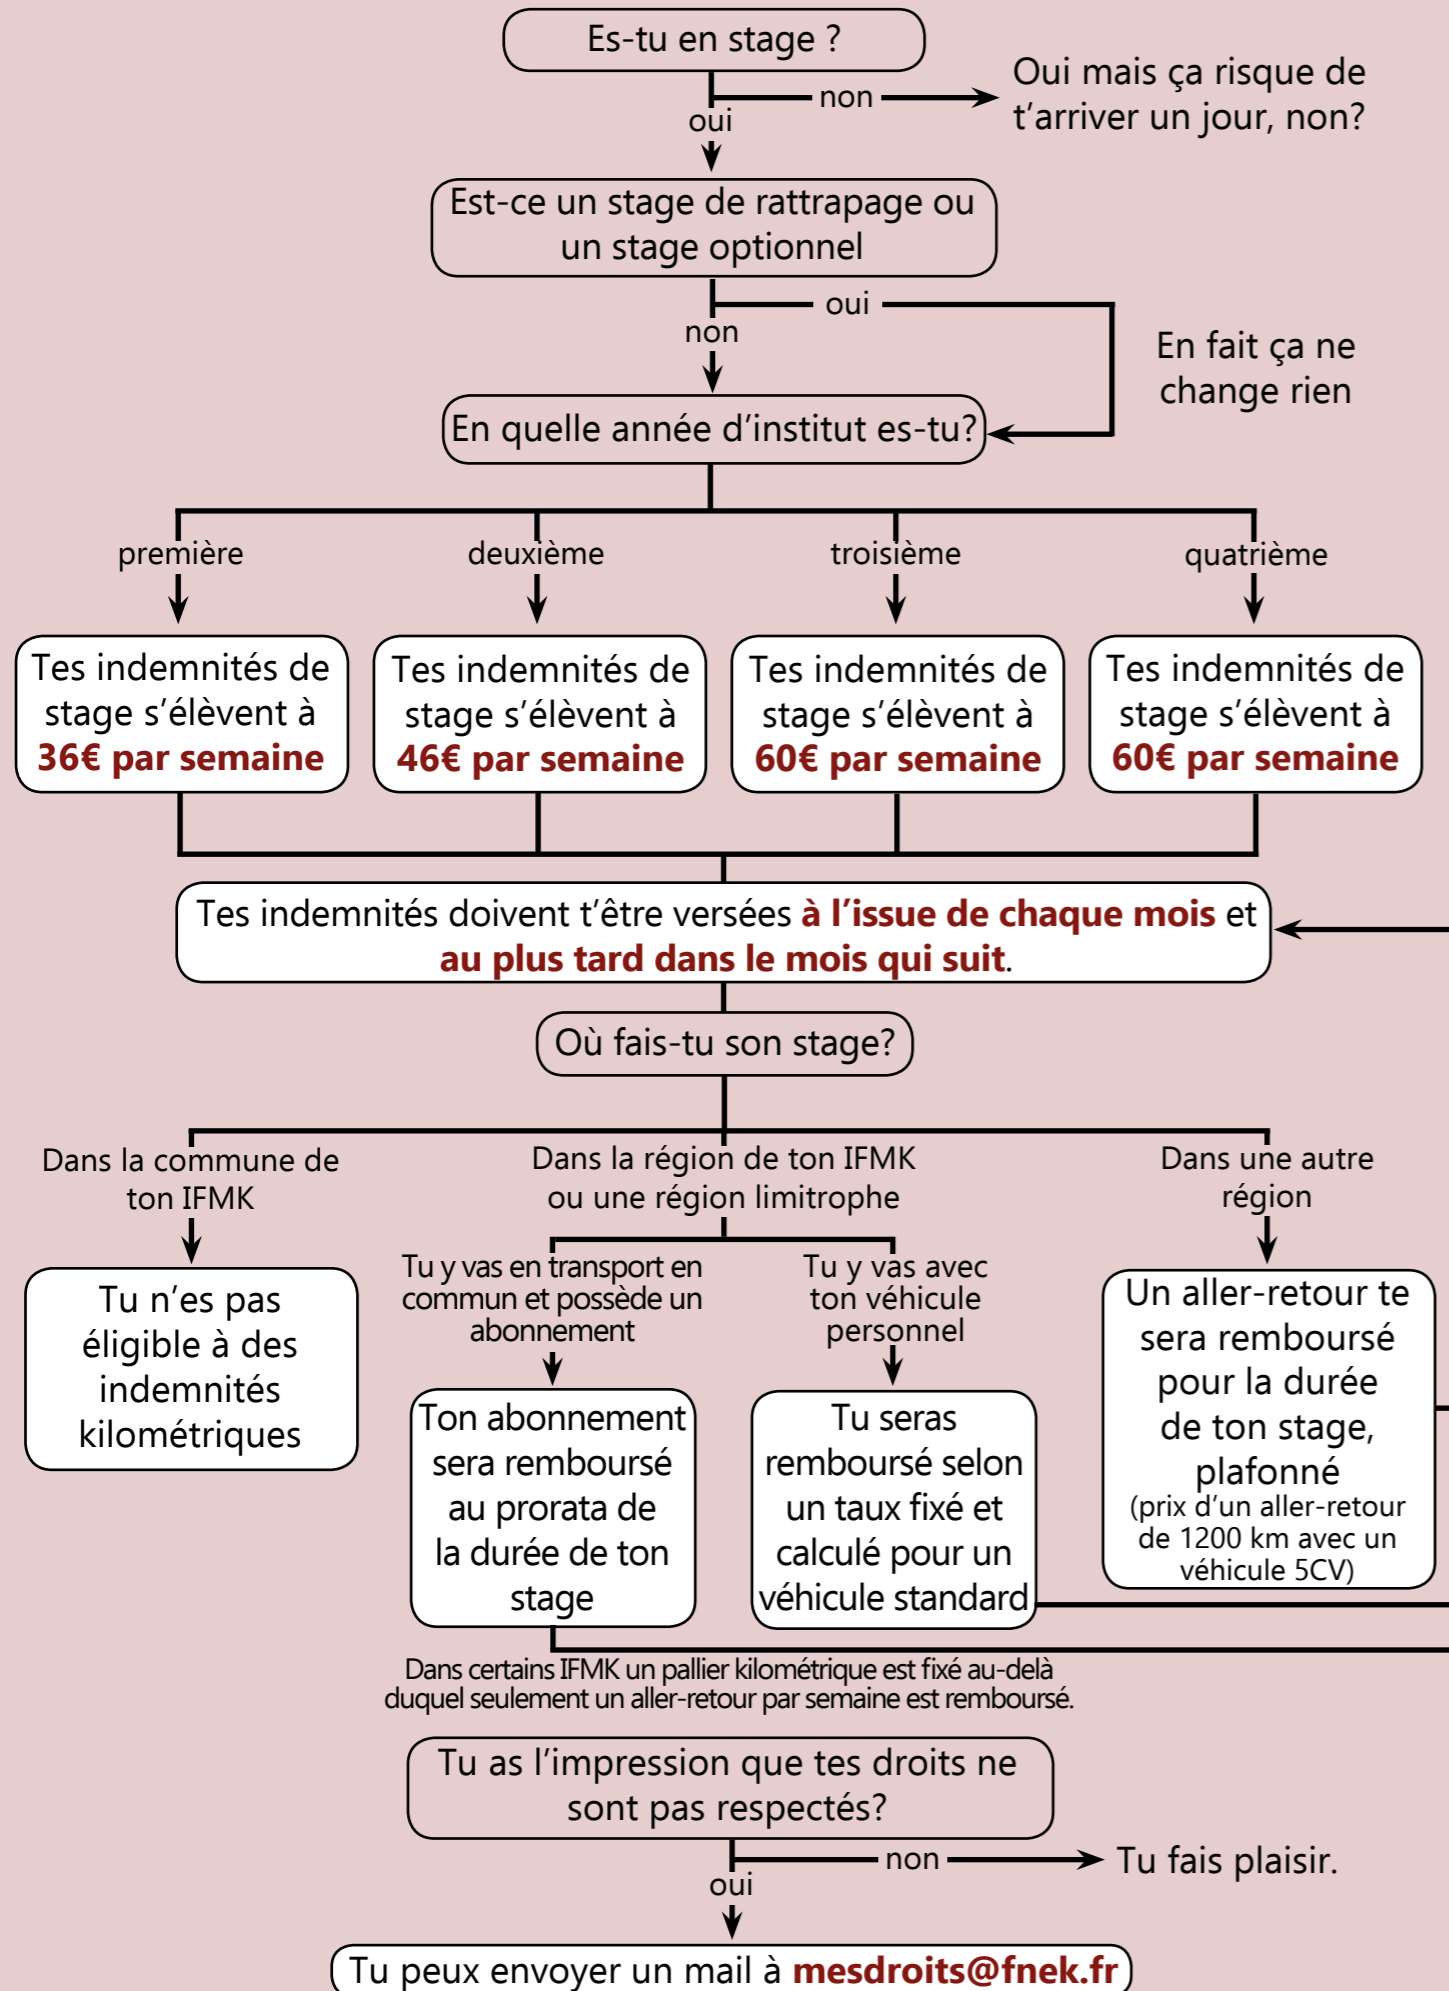 Es-tu en stage ?
non
Oui mais ça risque de
t'arriver un jour, non?
oui
Est-ce un stage de rattrapage ou
un stage optionnel
oui
non
En fait ça ne
change rien
En quelle année d'institut es-tu?
première
deuxième
troisième
quatrième
Tes indemnités de
stage s'élèvent à
36€ par semaine
Tes indemnités de
stage s'élèvent à
46€ par semaine
Tes indemnités de
stage s'élèvent à
60€ par semaine
Tes indemnités de
stage s'élèvent à
60€ par semaine
Tes indemnités doivent t'être versées à l'issue de chaque mois et
au plus tard dans le mois qui suit.
Où fais-tu son stage?
Dans la commune de
ton IFMK
Dans la région de ton IFMK
ou une région limitrophe
Dans une autre
région
Tu n'es pas
éligible à des
indemnités
kilométriques
Tu y vas en transport en
commun et possède un
abonnement
Tu y vas avec
ton véhicule
personnel
Ton abonnement
sera remboursé
au prorata de
la durée de ton
stage
Tu seras
remboursé selon
un taux fixé et
calculé pour un
véhicule standard
Un aller-retour te
sera remboursé
pour la durée
de ton stage,
plafonné
(prix d'un aller-retour
de 1200 km avec un
véhicule 5CV)
Dans certains IFMK un pallier kilométrique est fixé au-delà
duquel seulement un aller-retour par semaine est remboursé.
Tu as l'impression que tes droits ne
sont pas respectés?
non
Tu fais plaisir.
oui
Tu peux envoyer un mail à mesdroits@fnek.fr